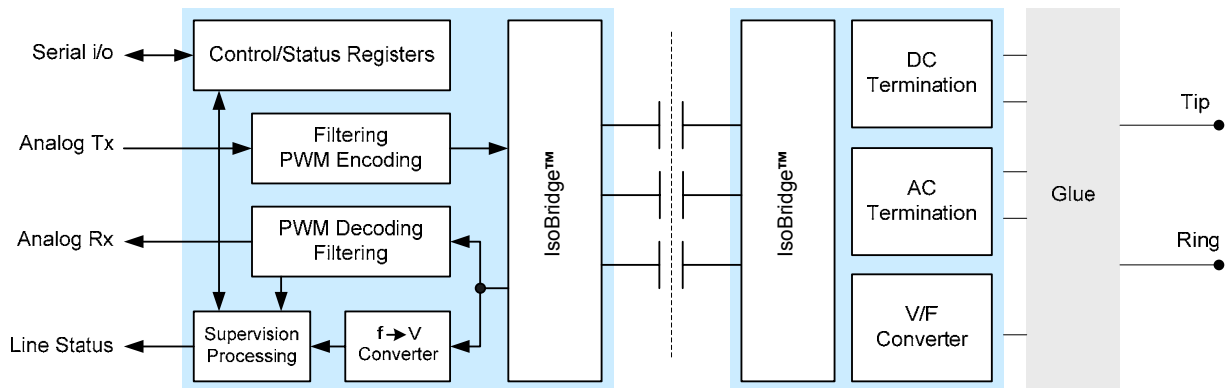 Serial i/o
Control/Status Registers
Analog Tx
Filtering
PWM Encoding
Analog Rx
PWM Decoding
Filtering
Line Status
Supervision
Processing
f→V
Converter
IsoBridge™
IsoBridge™
DC
Termination
AC
Termination
V/F
Converter
Glue
Tip
Ring